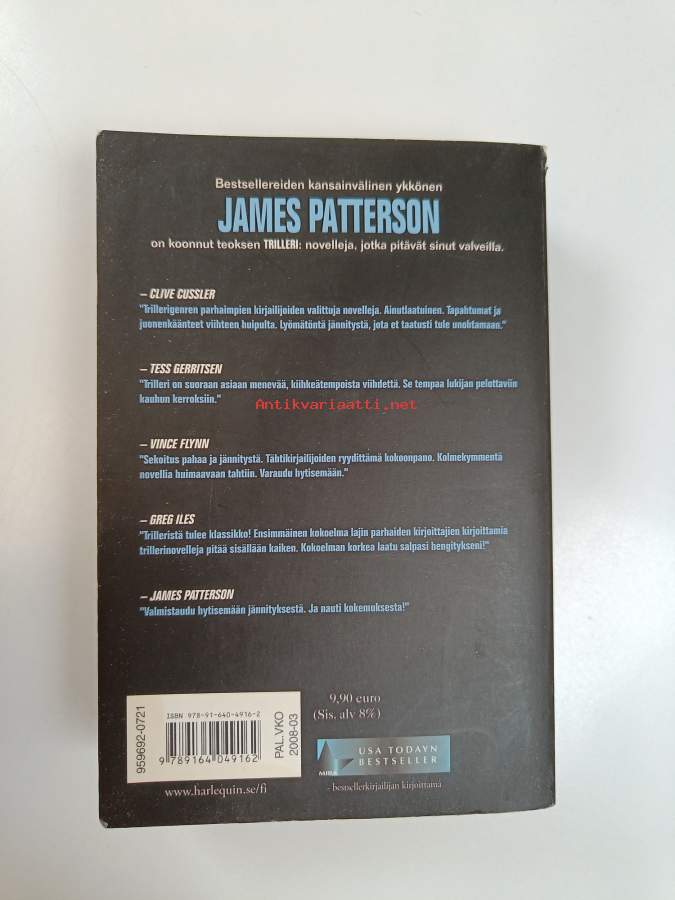 Bestsellereiden kansainvälinen ykkönen
JAMES PATTERSON
on koonnut teoksen TRILLERI: novelleja, jotka pitävät sinut valveilla.
– CLIVE CUSSLER
"Trillerigenren parhaimpien kirjailijoiden valittuja novelleja. Ainutlaatuinen. Tapahtumat ja
juonenkäänteet viihteen huipulta. Lyömätöntä jännitystä, jota et taatusti tule unohtamaan."
– TESS GERRITSEN
"Trilleri on suoraan asiaan menevää, kiihkeätempoista viihdettä. Se tempaa lukijan pelottaviin
kauhun kerroksiin."
Antikvariaatti.net
– VINCE FLYNN
"Sekoitus pahaa ja jännitystä. Tähtikirjailijoiden ryydittämä kokoonpano. Kolmekymmentä
novellia huimaavaan tahtiin. Varaudu hytisemään."
– GREG ILES
"Trilleristä tulee klassikko! Ensimmäinen kokoelma lajin parhaiden kirjoittajien kirjoittamia
trillerinovelleja pitää sisällään kaiken. Kokoelman korkea laatu salpasi hengitykseni!"
– JAMES PATTERSON
"Valmistaudu hytisemään jännityksestä. Ja nauti kokemuksesta!"
959692-0721
ISBN 978-91-640-4916-2
9 789164 049162
PAL.VKO
2008-03
www.harlequin.se/fi
9,90 euro
(Sis. alv 8%)
MIRA
USA TODAYN
BESTSELLER
- bestsellerkirjailijan kirjoittama